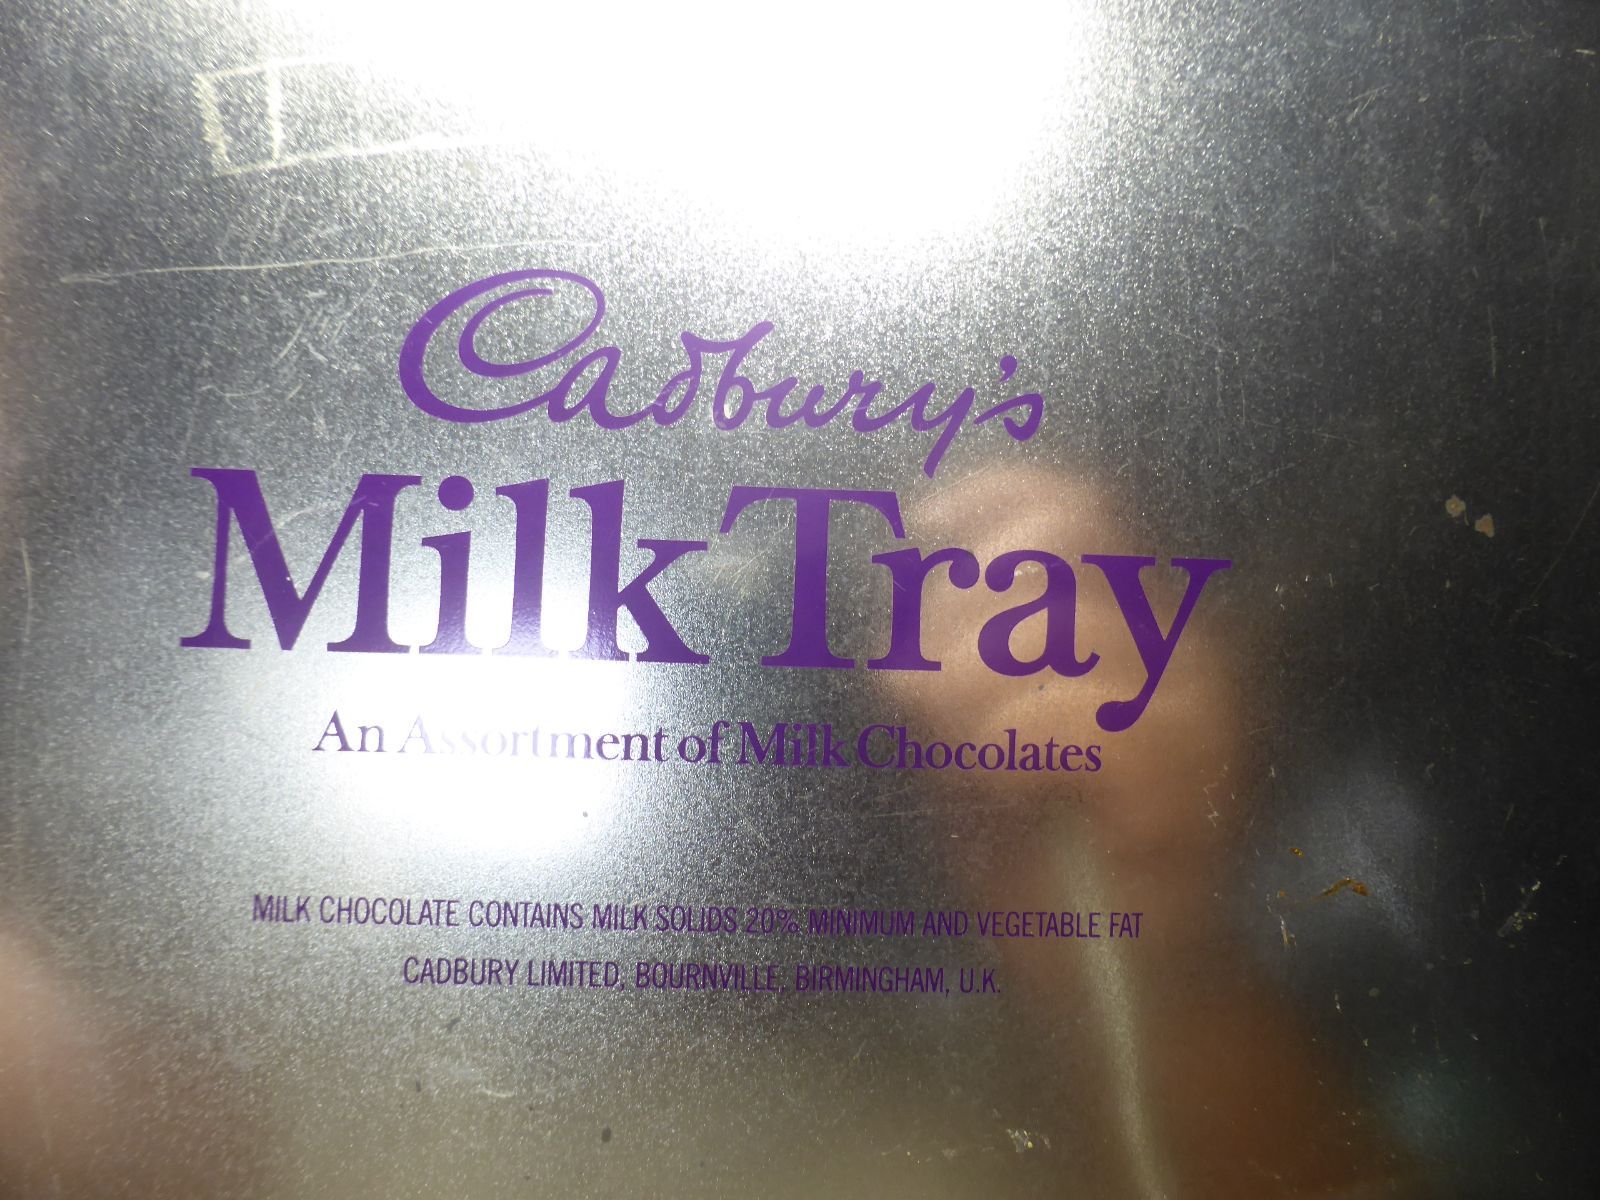 Cadbury's
Milk Tray
An Assortment of Milk Chocolates
MILK CHOCOLATE CONTAINS MILK SOLIDS 20% MINIMUM AND VEGETABLE FAT
CADBURY LIMITED, BOURNVILLE, BIRMINGHAM, U.K.